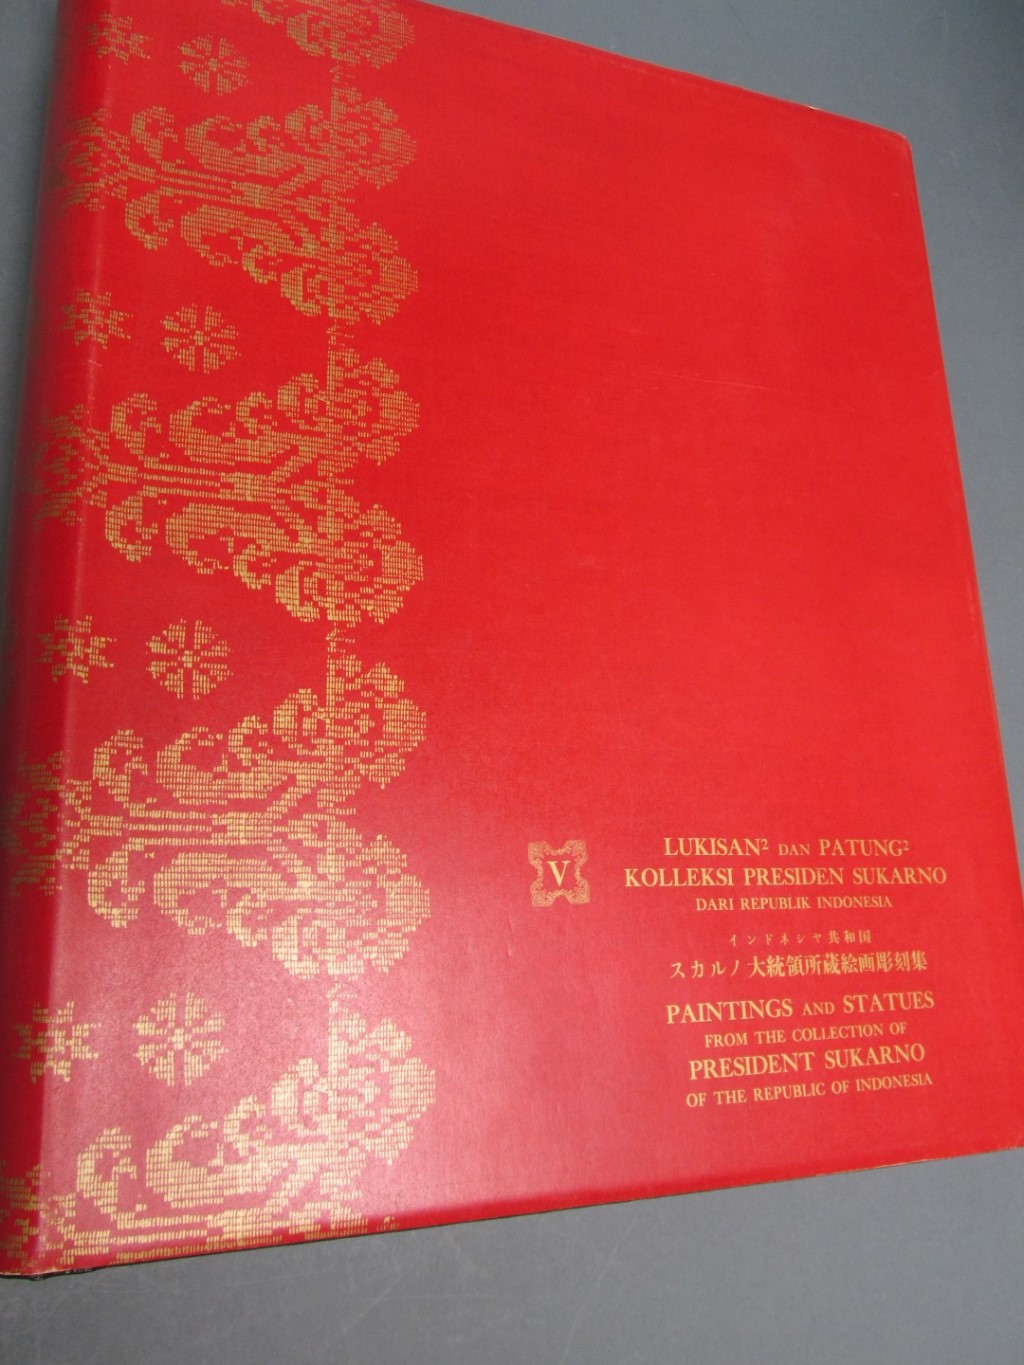 V
LUKISAN² DAN PATUNG²
KOLLEKSI PRESIDEN SUKARNO
DARI REPUBLIK INDONESIA
インドネシヤ共和国
スカルノ大統領所蔵絵画彫刻集
PAINTINGS AND STATUES
FROM THE COLLECTION OF
PRESIDENT SUKARNO
OF THE REPUBLIC OF INDONESIA